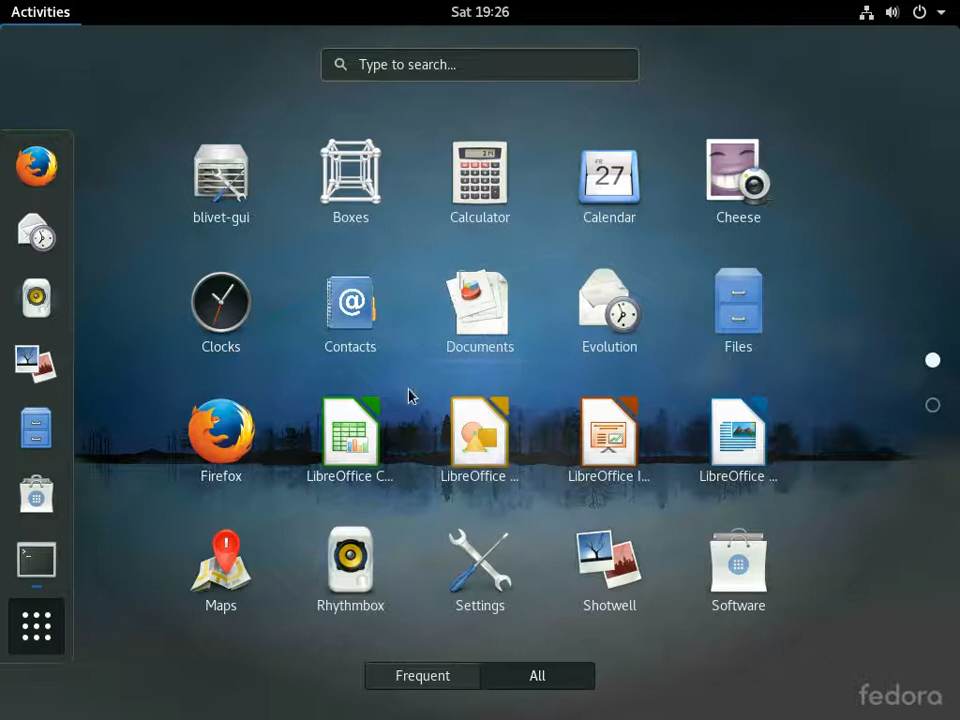 Activities
Sat 19:26
Type to search...
blivet-gui
Boxes
Calculator
Calendar
Cheese
Clocks
Contacts
Documents
Evolution
Files
Firefox
LibreOffice C...
LibreOffice ...
LibreOffice I...
LibreOffice ...
Maps
Rhythmbox
Settings
Shotwell
Software
Frequent
All
fedora
27
@